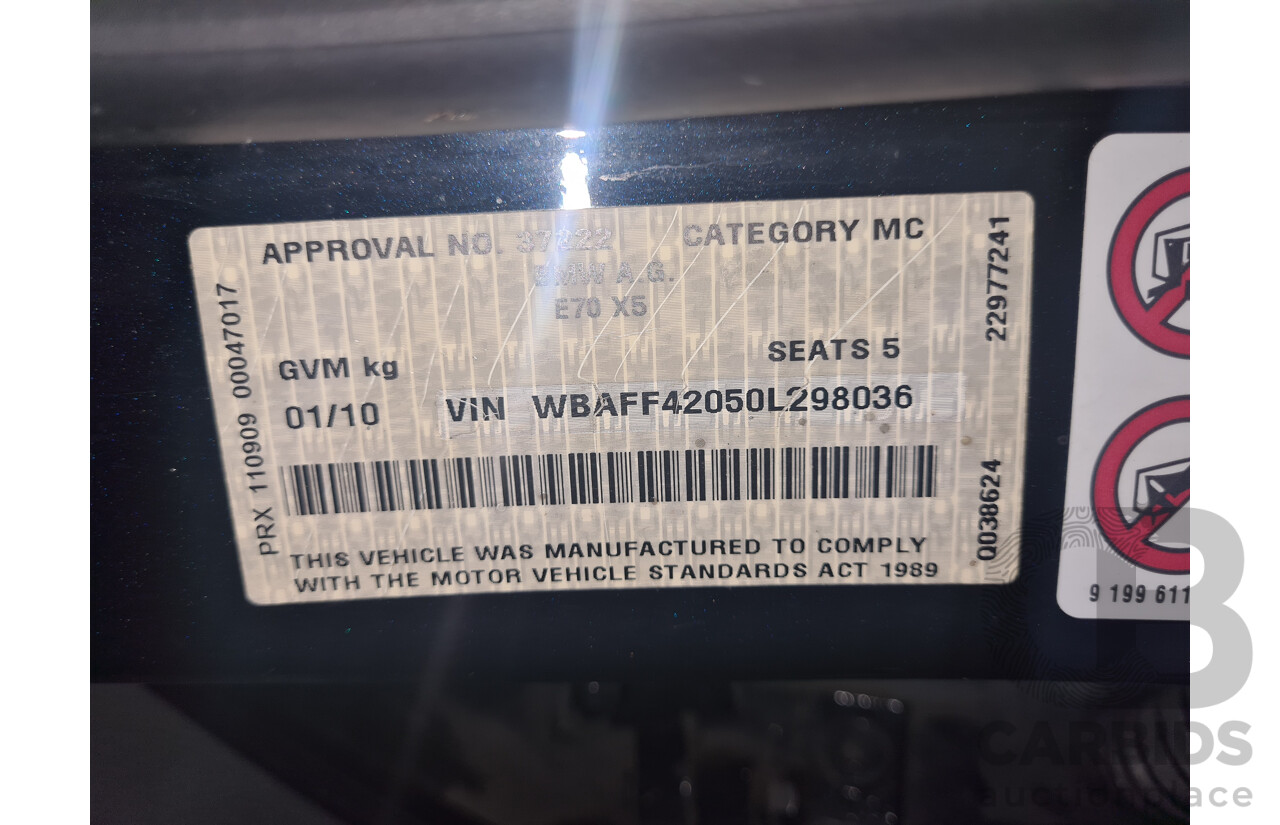 APPROVAL NO. CATEGORY MC
BMW A.G.
E70 X5
GVM kg
SEATS 5
01/10
VIN WBAFF42050L298036
THIS VEHICLE WAS MANUFACTURED TO COMPLY
WITH THE MOTOR VEHICLE STANDARDS ACT 1989
PRX 110909 00047017
22977241
Q038624
9 199 611
CARBIDS
auctionplace